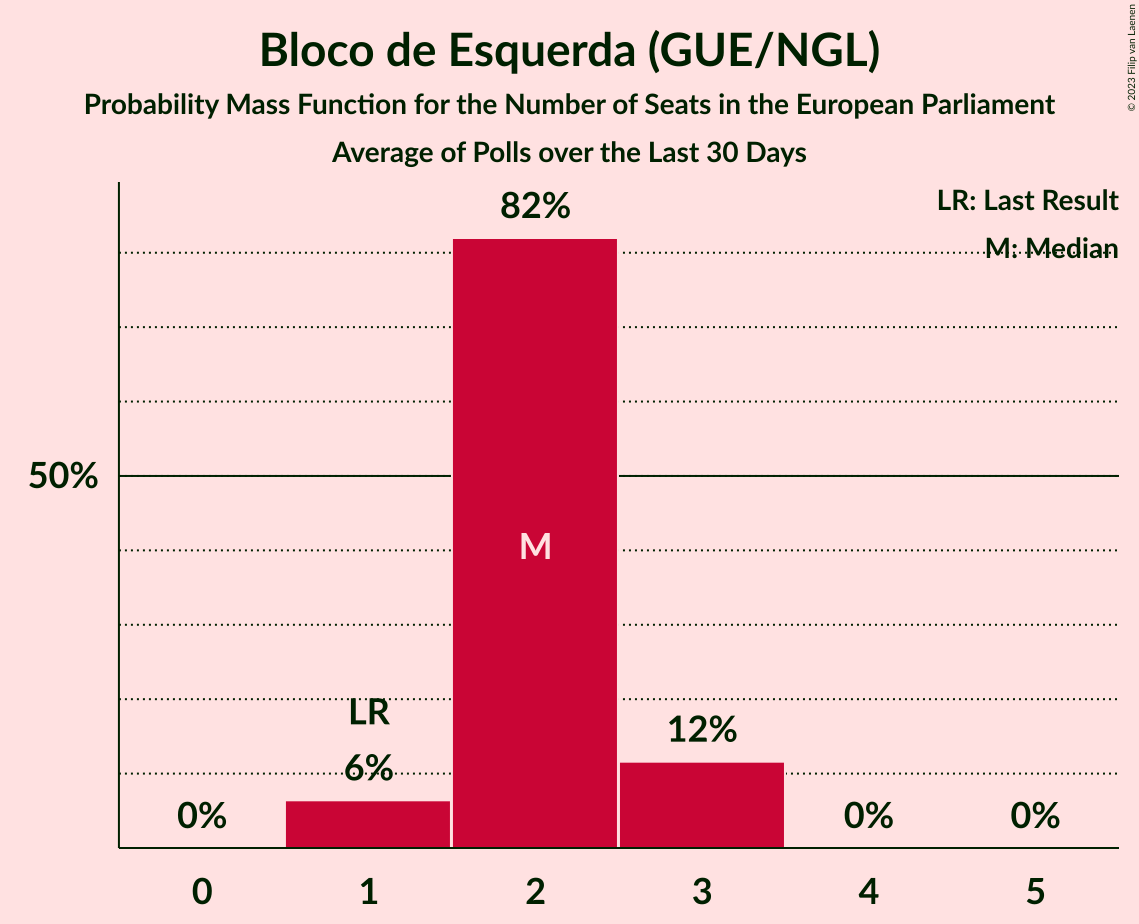 Bloco de Esquerda (GUE/NGL)
Probability Mass Function for the Number of Seats in the European Parliament
Average of Polls over the Last 30 Days
© 2023 Filip van Laenen
LR: Last Result
M: Median
82%
50%
M
LR
6%
12%
0%
0%
0%
0 1 2 3 4 5